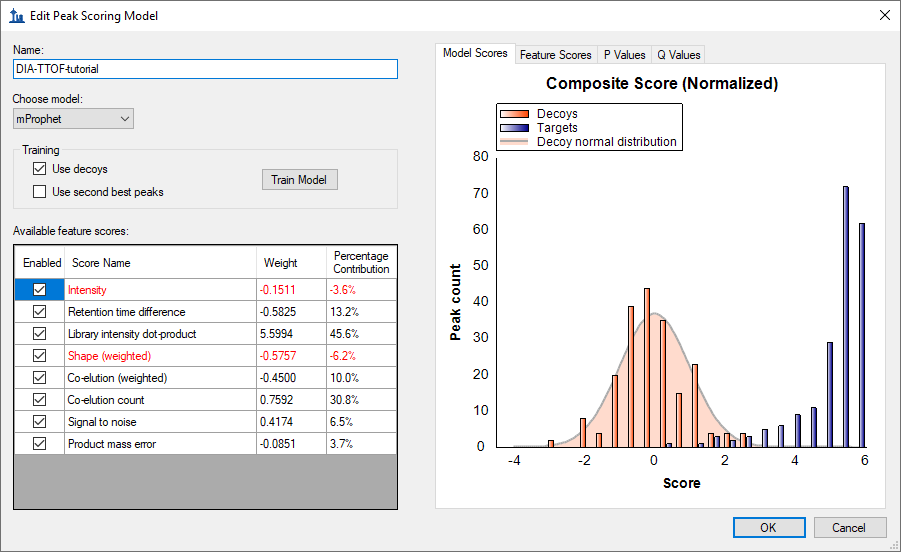 Edit Peak Scoring Model
Name:
DIA-TTOF-tutorial
Choose model:
mProphet
Training
Use decoys
Use second best peaks
Train Model
Available feature scores:
Enabled Score Name Weight Percentage Contribution
Intensity -0.1511 -3.6%
Retention time difference -0.5825 13.2%
Library intensity dot-product 5.5994 45.6%
Shape (weighted) -0.5757 -6.2%
Co-elution (weighted) -0.4500 10.0%
Co-elution count 0.7592 30.8%
Signal to noise 0.4174 6.5%
Product mass error -0.0851 3.7%
Model Scores Feature Scores P Values Q Values
Composite Score (Normalized)
Decoys
Targets
Decoy normal distribution
80
70
60
50
40
30
20
10
0
Peak count
-4 -2 0 2 4 6
Score
OK Cancel